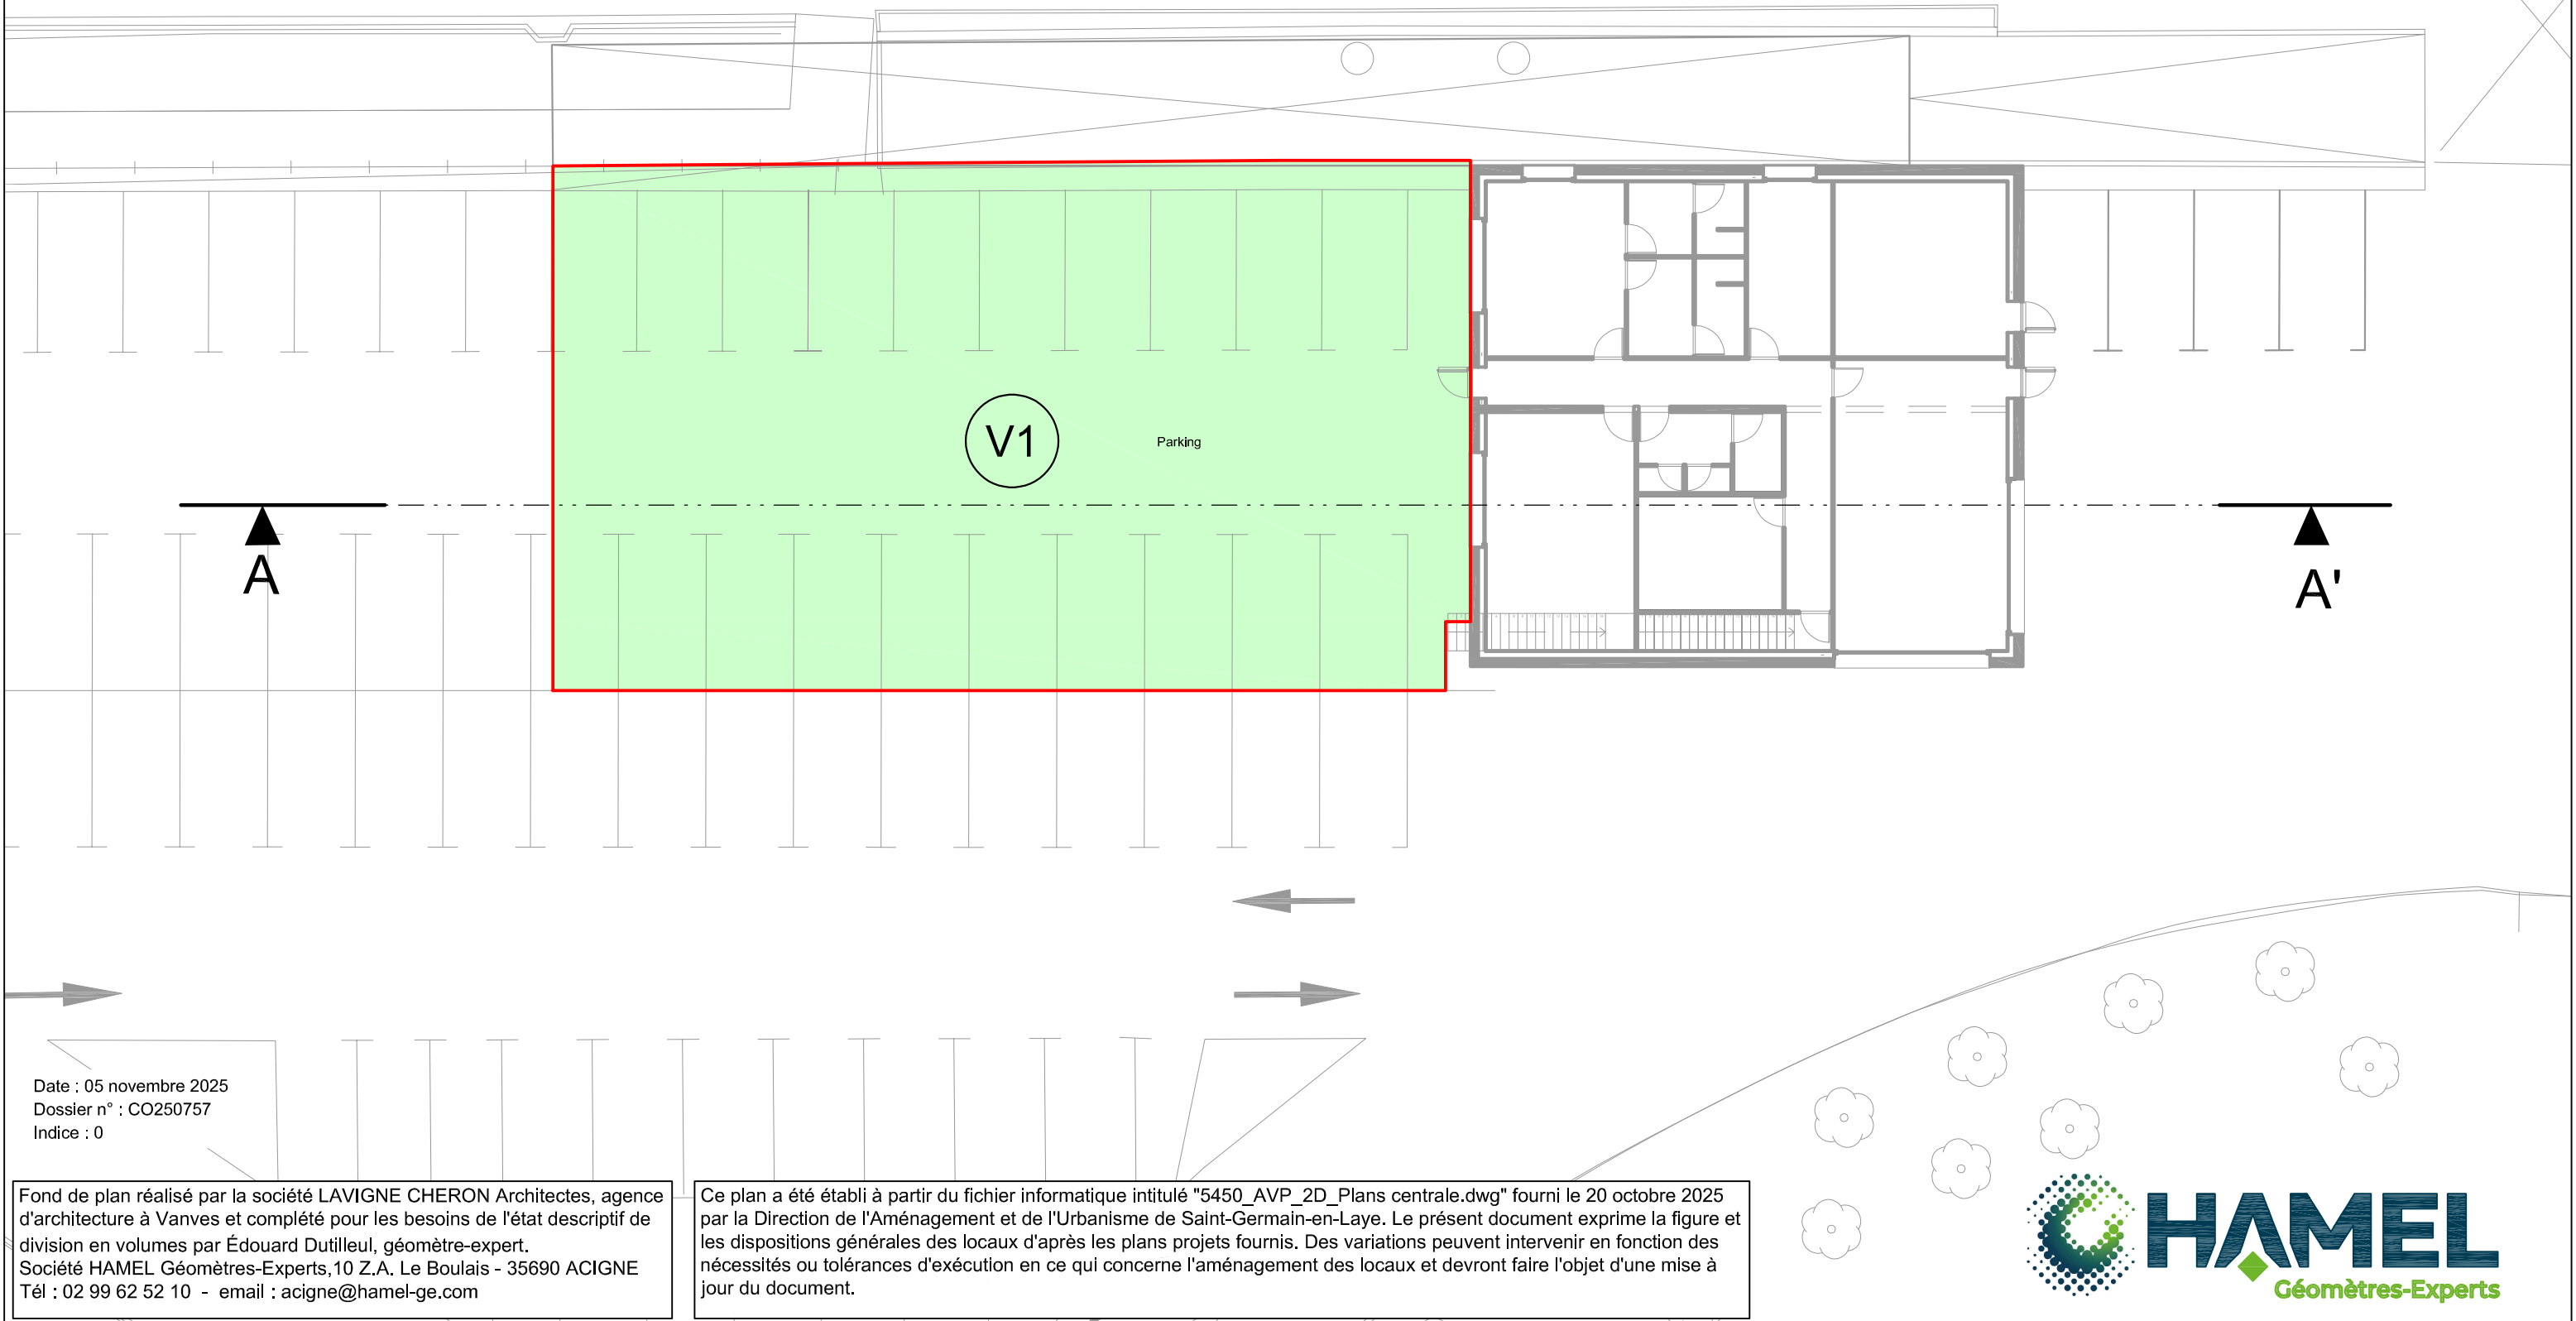 V1
Parking
A
A'
Date : 05 novembre 2025
Dossier n° : CO250757
Indice : 0
Fond de plan réalisé par la société LAVIGNE CHERON Architectes, agence
d'architecture à Vanves et complété pour les besoins de l'état descriptif de
division en volumes par Édouard Dutilleul, géomètre-expert.
Société HAMEL Géomètres-Experts,10 Z.A. Le Boulais - 35690 ACIGNE
Tél : 02 99 62 52 10 - email : acigne@hamel-ge.com
Ce plan a été établi à partir du fichier informatique intitulé "5450_AVP_2D_Plans centrale.dwg" fourni le 20 octobre 2025
par la Direction de l'Aménagement et de l'Urbanisme de Saint-Germain-en-Laye. Le présent document exprime la figure et
les dispositions générales des locaux d'après les plans projets fournis. Des variations peuvent intervenir en fonction des
nécessités ou tolérances d'exécution en ce qui concerne l'aménagement des locaux et devront faire l'objet d'une mise à
jour du document.
HAMEL
Géomètres-Experts